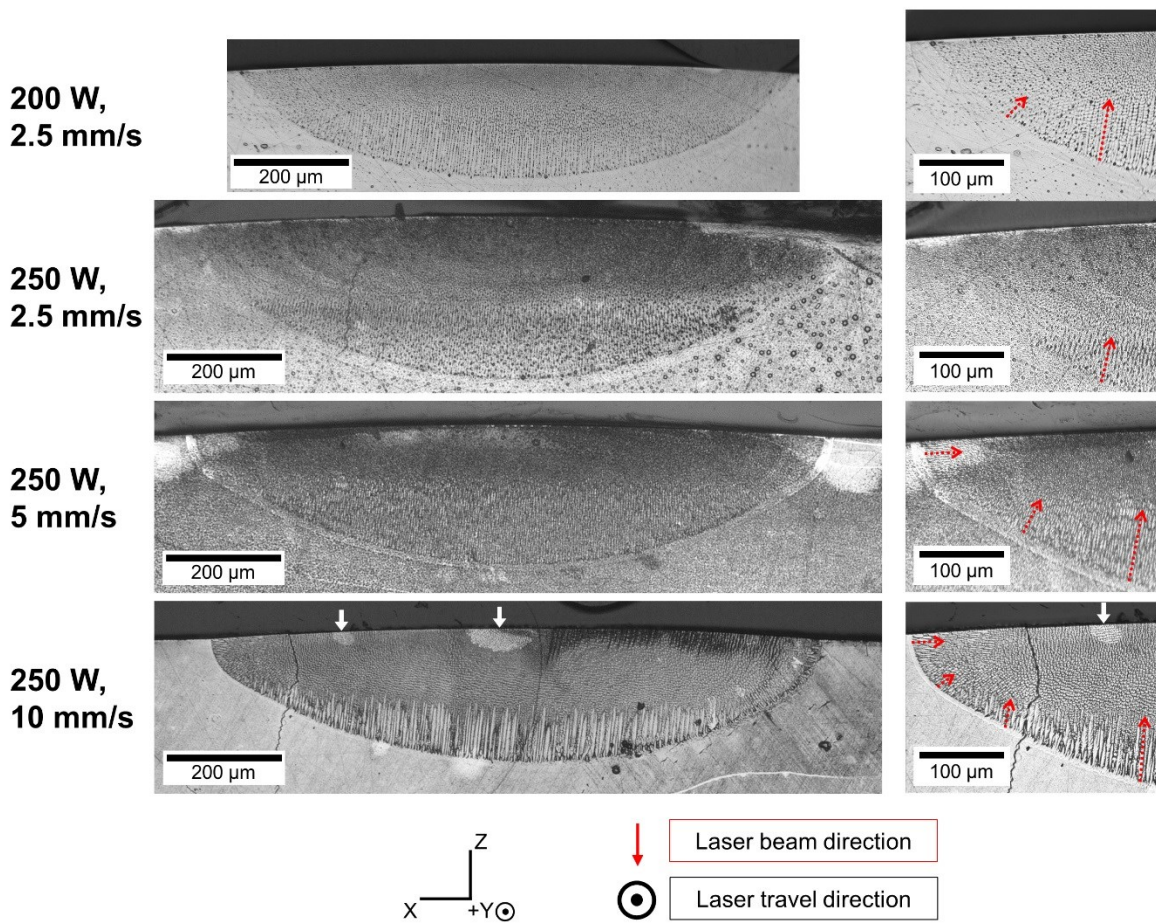 200 W,
2.5 mm/s
200 µm
100 µm
250 W,
2.5 mm/s
200 µm
100 µm
250 W,
5 mm/s
200 µm
100 µm
250 W,
10 mm/s
200 µm
100 µm
Z
X
+Y
Laser beam direction
Laser travel direction